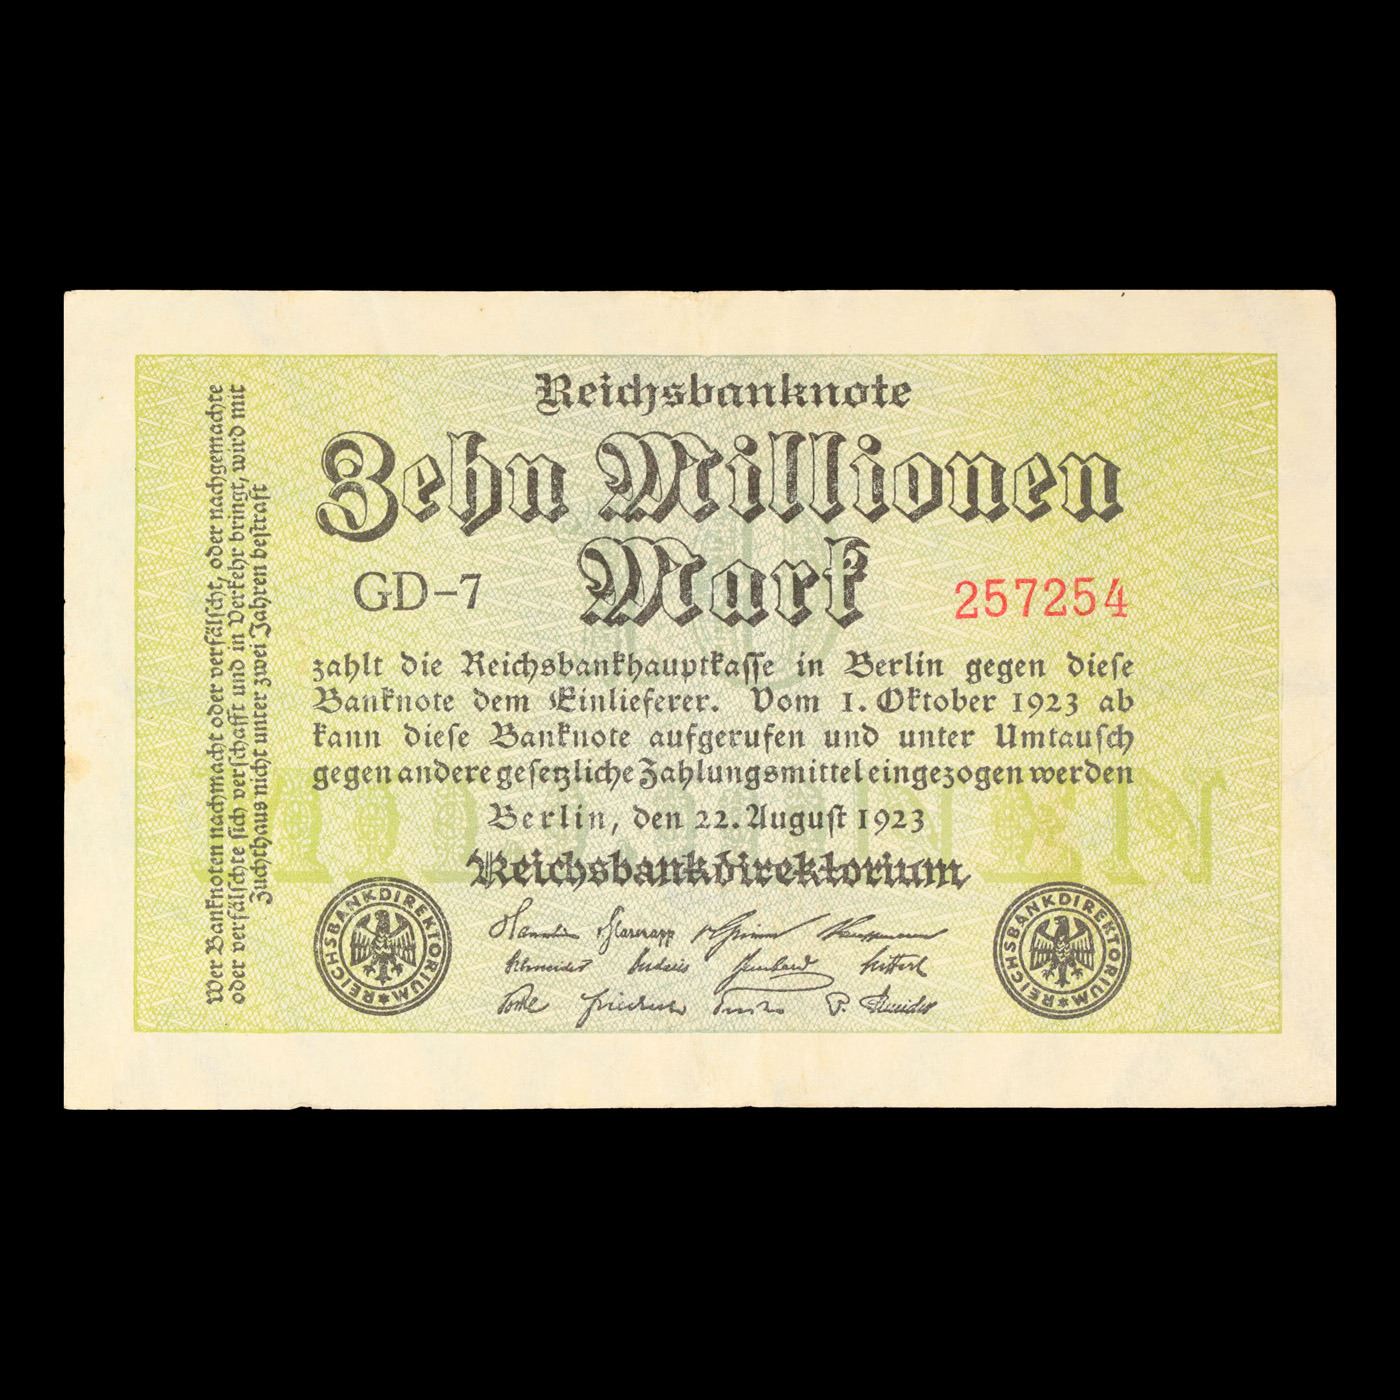 Reichsbanknote
Zehn Millionen
Mark
GD-7
257254
zahlt die Reichsbankhauptkasse in Berlin gegen diese
Banknote dem Einlieferer. Vom 1. Oktober 1923 ab
kann diese Banknote aufgerufen und unter Umtausch
gegen andere gesetzliche Zahlungsmittel eingezogen werden
Berlin, den 22. August 1923
Reichsbankdirektorium
REICHSBANKDIREKTORIUM
REICHSBANKDIREKTORIUM
Wer Banknoten nachmacht oder verfälscht, oder nachgemachte
oder verfälschte sich verschafft und in Verkehr bringt, wird mit
Zuchthaus nicht unter zwei Jahren bestraft